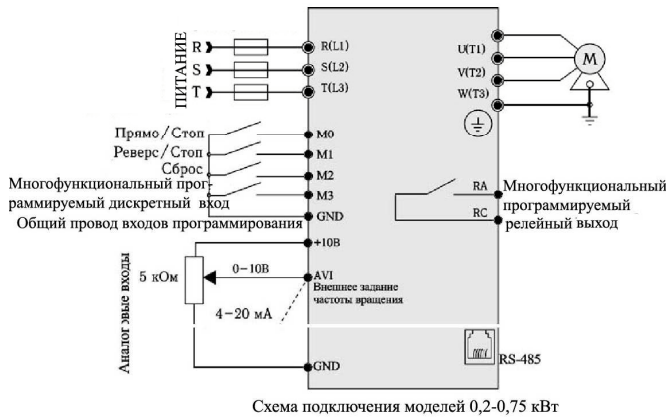 ПИТАНИЕ
R
R(L1)
S
S(L2)
T
T(L3)
U(T1)
V(T2)
W(T3)
M
Прямо/Стоп
M0
Реверс/Стоп
M1
Сброс
M2
Многофункциональный прог-
раммируемый дискретный вход
M3
Общий провод входов программирования
GND
RA
RC
Многофункциональный
программируемый
релейный выход
Аналоговые входы
+10В
5 кОм
0-10В
AVI
Внешнее задание
частоты вращения
4-20 мА
GND
RS-485
Схема подключения моделей 0,2-0,75 кВт